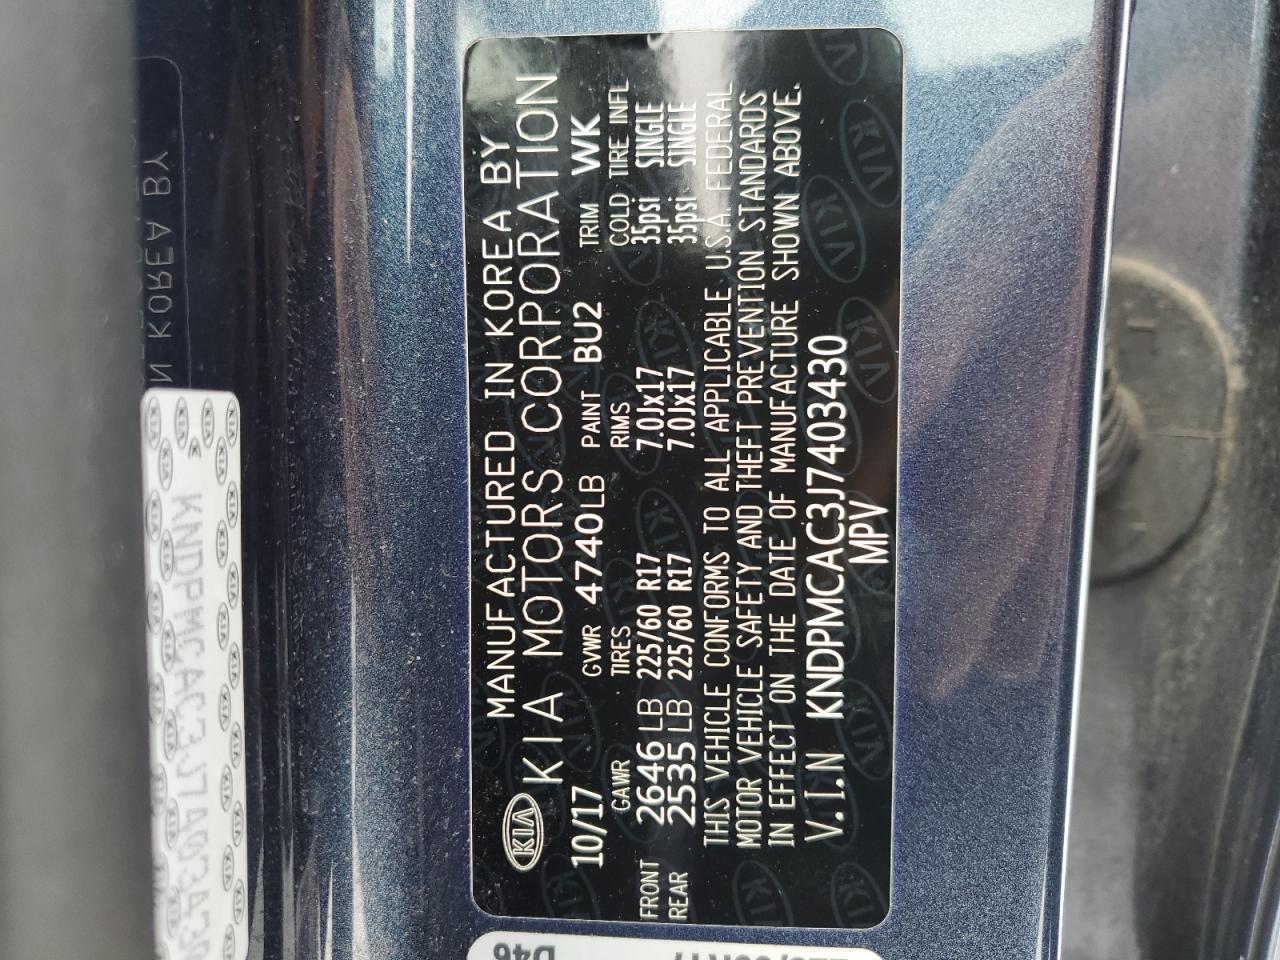 MANUFACTURED IN KOREA BY
KIA KIA MOTORS CORPORATION
10/17 GVWR 4740LB PAINT BU2 TRIM WK
GAWR TIRES RIMS COLD TIRE INFL
FRONT 2646LB 225/60 R17 7.0Jx17 35psi SINGLE
REAR 2535LB 225/60 R17 7.0Jx17 35psi SINGLE
THIS VEHICLE CONFORMS TO ALL APPLICABLE U.S.A. FEDERAL
MOTOR VEHICLE SAFETY AND THEFT PREVENTION STANDARDS
IN EFFECT ON THE DATE OF MANUFACTURE SHOWN ABOVE.
V.I.N KNDPMCAC3J7403430
MPV
KNDPMCAC3J7403430
KOREA BY
D46